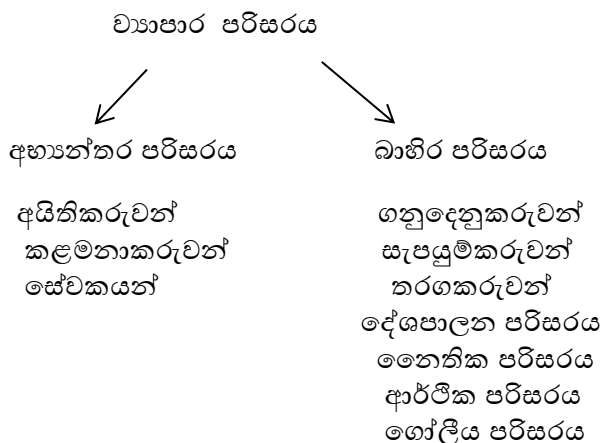 ව්‍යාපාර පරිසරය
අභ්‍යන්තර පරිසරය
අයිතිකරුවන්
කළමනාකරුවන්
සේවකයන්
බාහිර පරිසරය
ගනුදෙනුකරුවන්
සැපයුම්කරුවන්
තරගකරුවන්
දේශපාලන පරිසරය
නෛතික පරිසරය
ආර්ථික පරිසරය
ගෝලීය පරිසරය